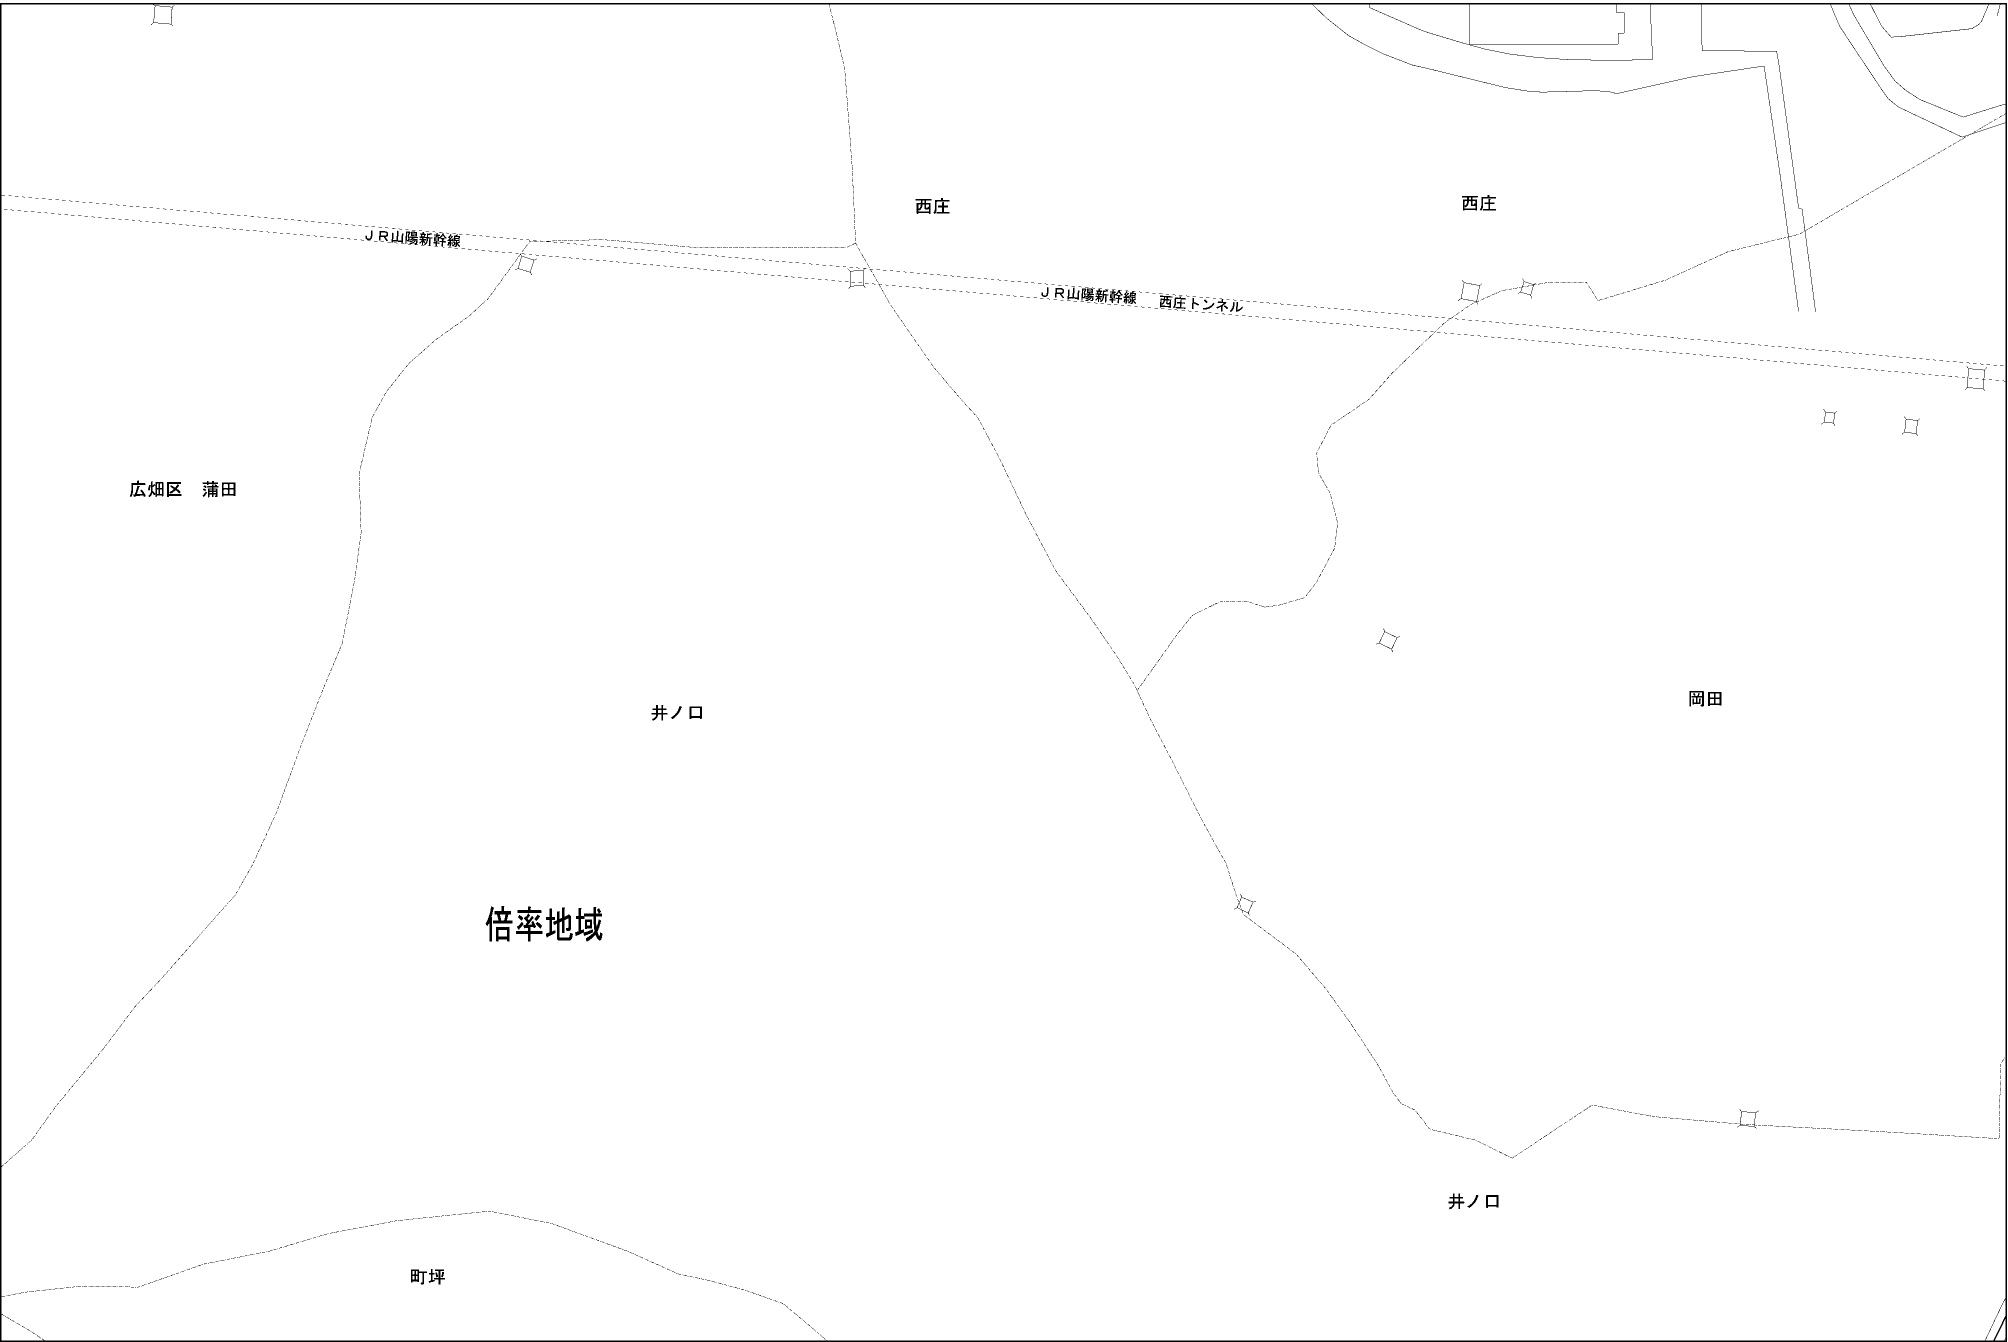 西庄
西庄
ＪＲ山陽新幹線
ＪＲ山陽新幹線　西庄トンネル
広畑区　蒲田
岡田
井ノ口
倍率地域
井ノ口
町坪